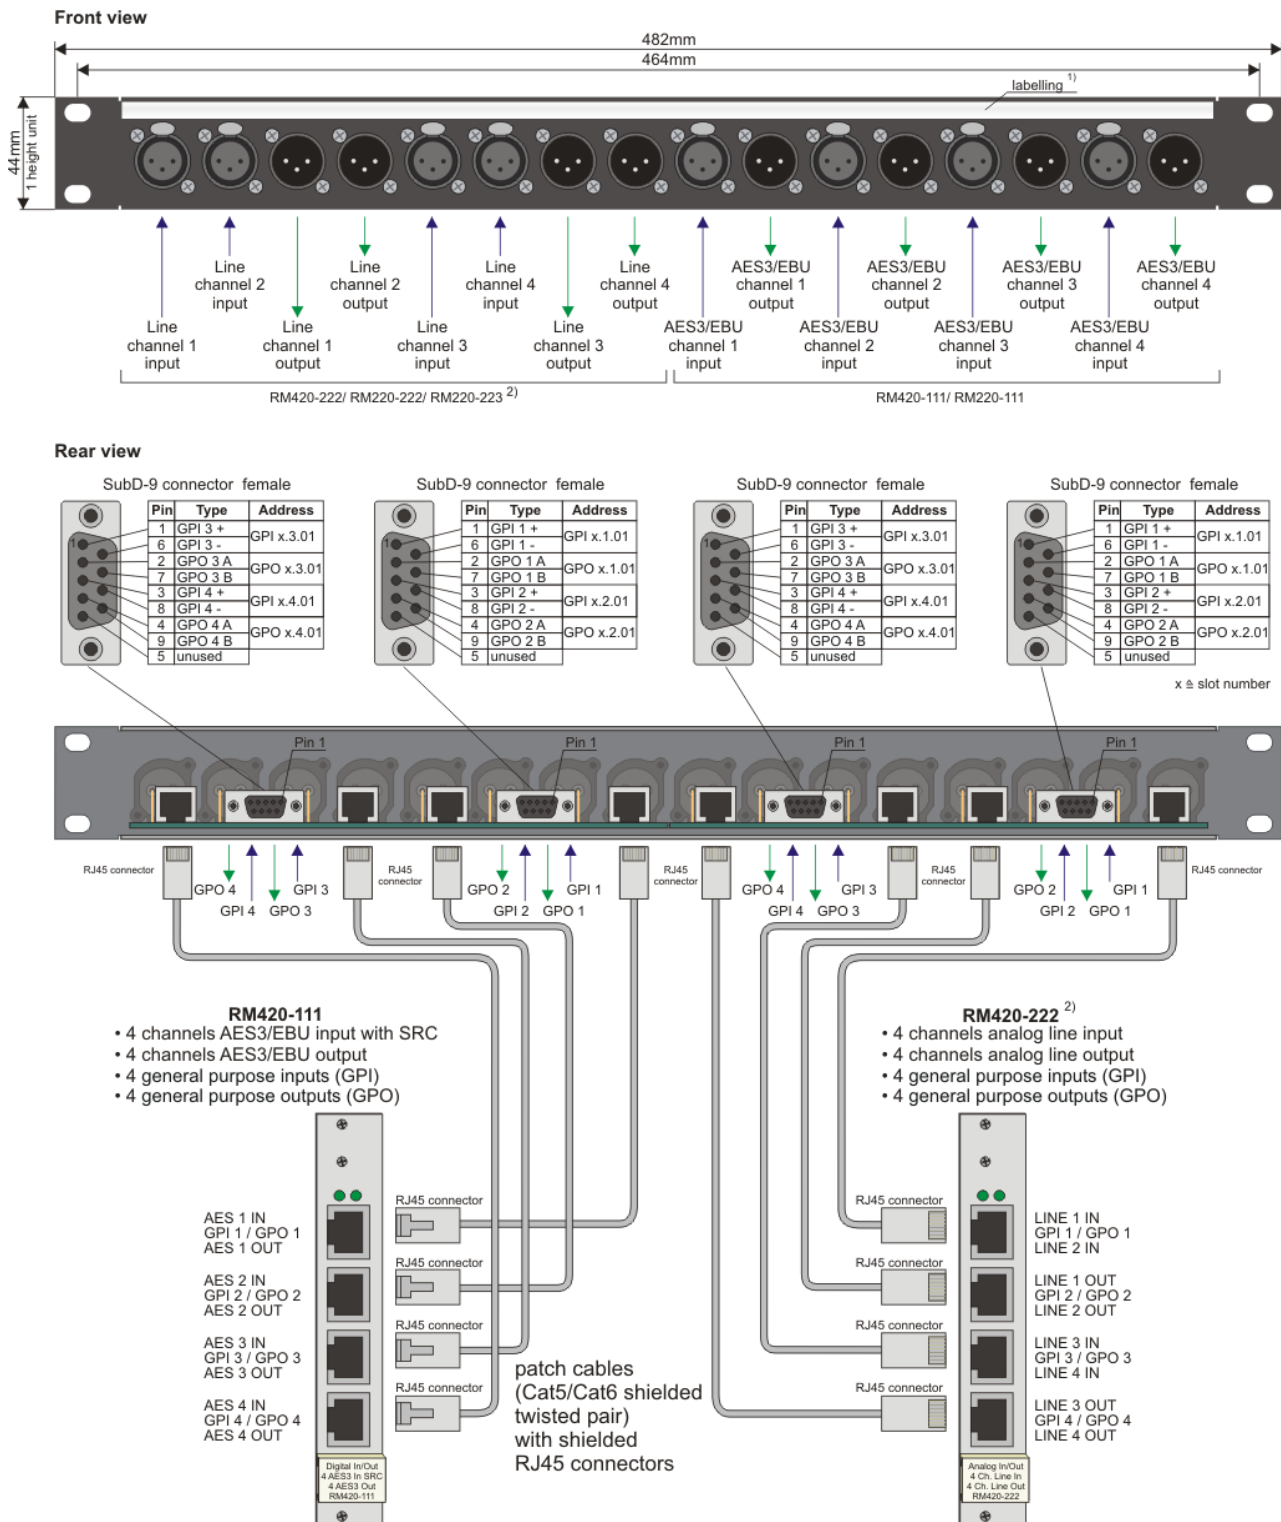 Front view
482mm
464mm
labelling 1)
44mm
1 height unit
Line channel 1 input
Line channel 2 input
Line channel 1 output
Line channel 2 output
Line channel 3 input
Line channel 4 input
Line channel 3 output
Line channel 4 output
AES3/EBU channel 1 input
AES3/EBU channel 1 output
AES3/EBU channel 2 input
AES3/EBU channel 2 output
AES3/EBU channel 3 input
AES3/EBU channel 3 output
AES3/EBU channel 4 input
AES3/EBU channel 4 output
RM420-222/ RM220-222/ RM220-223 2)
RM420-111/ RM220-111
Rear view
SubD-9 connector female
Pin Type Address
1 GPI 3 + GPI x.3.01
6 GPI 3 -
2 GPO 3 A GPO x.3.01
7 GPO 3 B
3 GPI 4 + GPI x.4.01
8 GPI 4 -
4 GPO 4 A GPO x.4.01
9 GPO 4 B
5 unused
1
SubD-9 connector female
Pin Type Address
1 GPI 1 + GPI x.1.01
6 GPI 1 -
2 GPO 1 A GPO x.1.01
7 GPO 1 B
3 GPI 2 + GPI x.2.01
8 GPI 2 -
4 GPO 2 A GPO x.2.01
9 GPO 2 B
5 unused
1
SubD-9 connector female
Pin Type Address
1 GPI 3 + GPI x.3.01
6 GPI 3 -
2 GPO 3 A GPO x.3.01
7 GPO 3 B
3 GPI 4 + GPI x.4.01
8 GPI 4 -
4 GPO 4 A GPO x.4.01
9 GPO 4 B
5 unused
1
SubD-9 connector female
Pin Type Address
1 GPI 1 + GPI x.1.01
6 GPI 1 -
2 GPO 1 A GPO x.1.01
7 GPO 1 B
3 GPI 2 + GPI x.2.01
8 GPI 2 -
4 GPO 2 A GPO x.2.01
9 GPO 2 B
5 unused
1
x ≙ slot number
Pin 1
Pin 1
Pin 1
Pin 1
RJ45 connector
GPO 4
GPI 4
GPO 3
GPI 3
RJ45 connector
GPO 2
GPI 2
GPO 1
GPI 1
RJ45 connector
GPO 4
GPI 4
GPO 3
GPI 3
RJ45 connector
GPO 2
GPI 2
GPO 1
GPI 1
RJ45 connector
RM420-111
• 4 channels AES3/EBU input with SRC
• 4 channels AES3/EBU output
• 4 general purpose inputs (GPI)
• 4 general purpose outputs (GPO)
RM420-222 2)
• 4 channels analog line input
• 4 channels analog line output
• 4 general purpose inputs (GPI)
• 4 general purpose outputs (GPO)
AES 1 IN
GPI 1 / GPO 1
AES 1 OUT
AES 2 IN
GPI 2 / GPO 2
AES 2 OUT
AES 3 IN
GPI 3 / GPO 3
AES 3 OUT
AES 4 IN
GPI 4 / GPO 4
AES 4 OUT
RJ45 connector
RJ45 connector
RJ45 connector
RJ45 connector
Digital In/Out
4 AES3 In SRC
4 AES3 Out
RM420-111
patch cables
(Cat5/Cat6 shielded
twisted pair)
with shielded
RJ45 connectors
RJ45 connector
RJ45 connector
RJ45 connector
RJ45 connector
LINE 1 IN
GPI 1 / GPO 1
LINE 2 IN
LINE 1 OUT
GPI 2 / GPO 2
LINE 2 OUT
LINE 3 IN
GPI 3 / GPO 3
LINE 4 IN
LINE 3 OUT
GPI 4 / GPO 4
LINE 4 OUT
Analog In/Out
4 Ch. Line In
4 Ch. Line Out
RM420-222